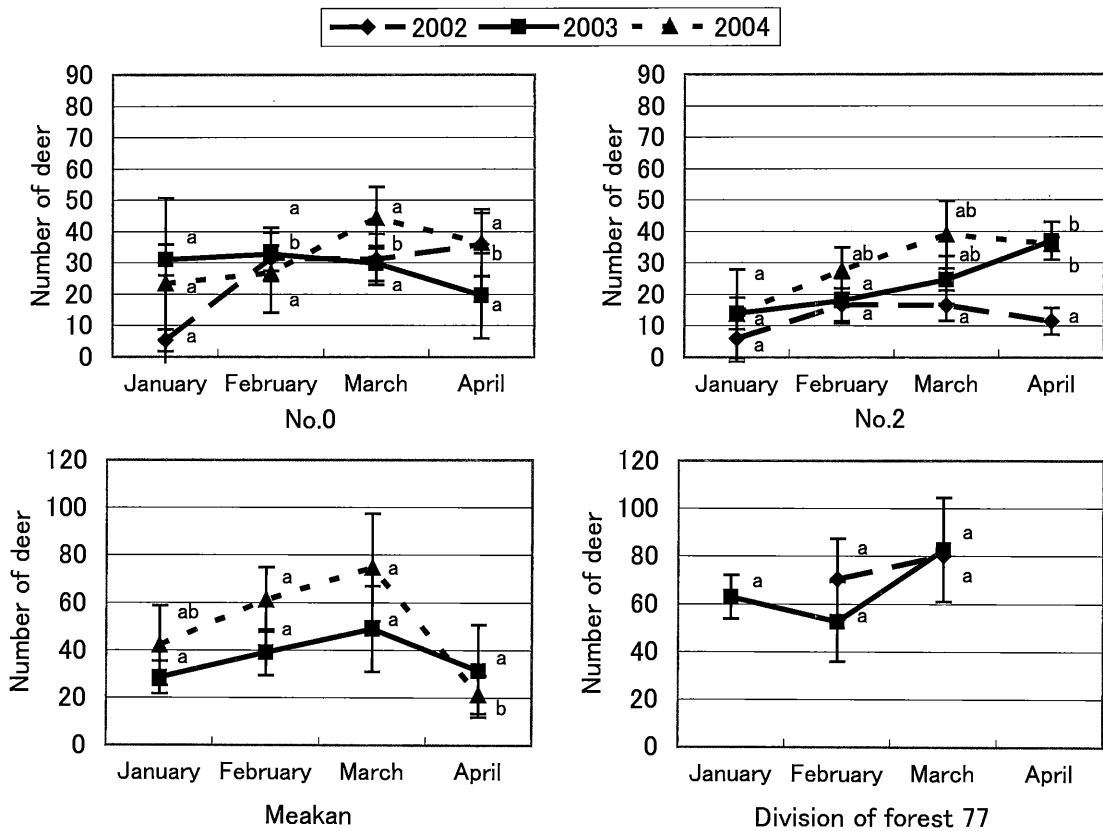 2002 2003 2004
Number of deer
90
80
70
60
50
40
30
20
10
0
a
a
a
a
b
a
a
b
a
a
b
a
January February March April
No.0
Number of deer
90
80
70
60
50
40
30
20
10
0
a
a
a
ab
a
a
ab
ab
a
b
b
a
January February March April
No.2
Number of deer
120
100
80
60
40
20
0
ab
a
a
a
a
a
a
b
January February March April
Meakan
Number of deer
120
100
80
60
40
20
0
a
a
a
a
a
January February March April
Division of forest 77